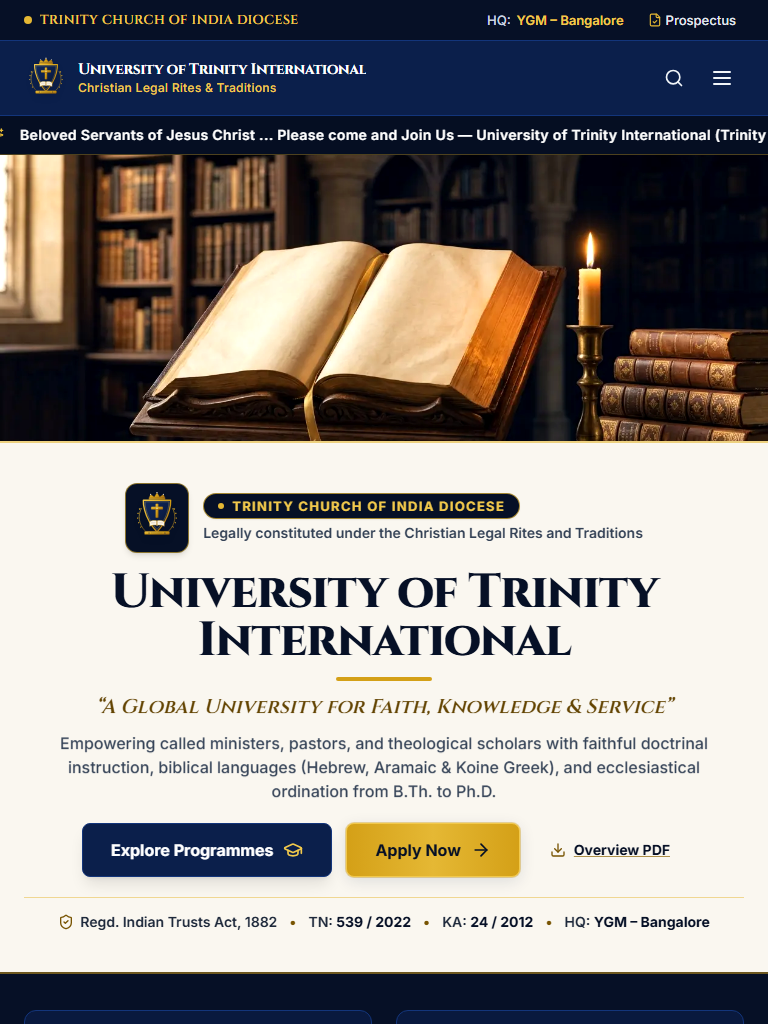 TRINITY CHURCH OF INDIA DIOCESE
HQ: YGM – Bangalore
Prospectus
University of Trinity International
Christian Legal Rites & Traditions
Beloved Servants of Jesus Christ ... Please come and Join Us — University of Trinity International (Trinity
TRINITY CHURCH OF INDIA DIOCESE
Legally constituted under the Christian Legal Rites and Traditions
University of Trinity
International
“A Global University for Faith, Knowledge & Service”
Empowering called ministers, pastors, and theological scholars with faithful doctrinal
instruction, biblical languages (Hebrew, Aramaic & Koine Greek), and ecclesiastical
ordination from B.Th. to Ph.D.
Explore Programmes
Apply Now
Overview PDF
Regd. Indian Trusts Act, 1882 • TN: 539 / 2022 • KA: 24 / 2012 • HQ: YGM – Bangalore